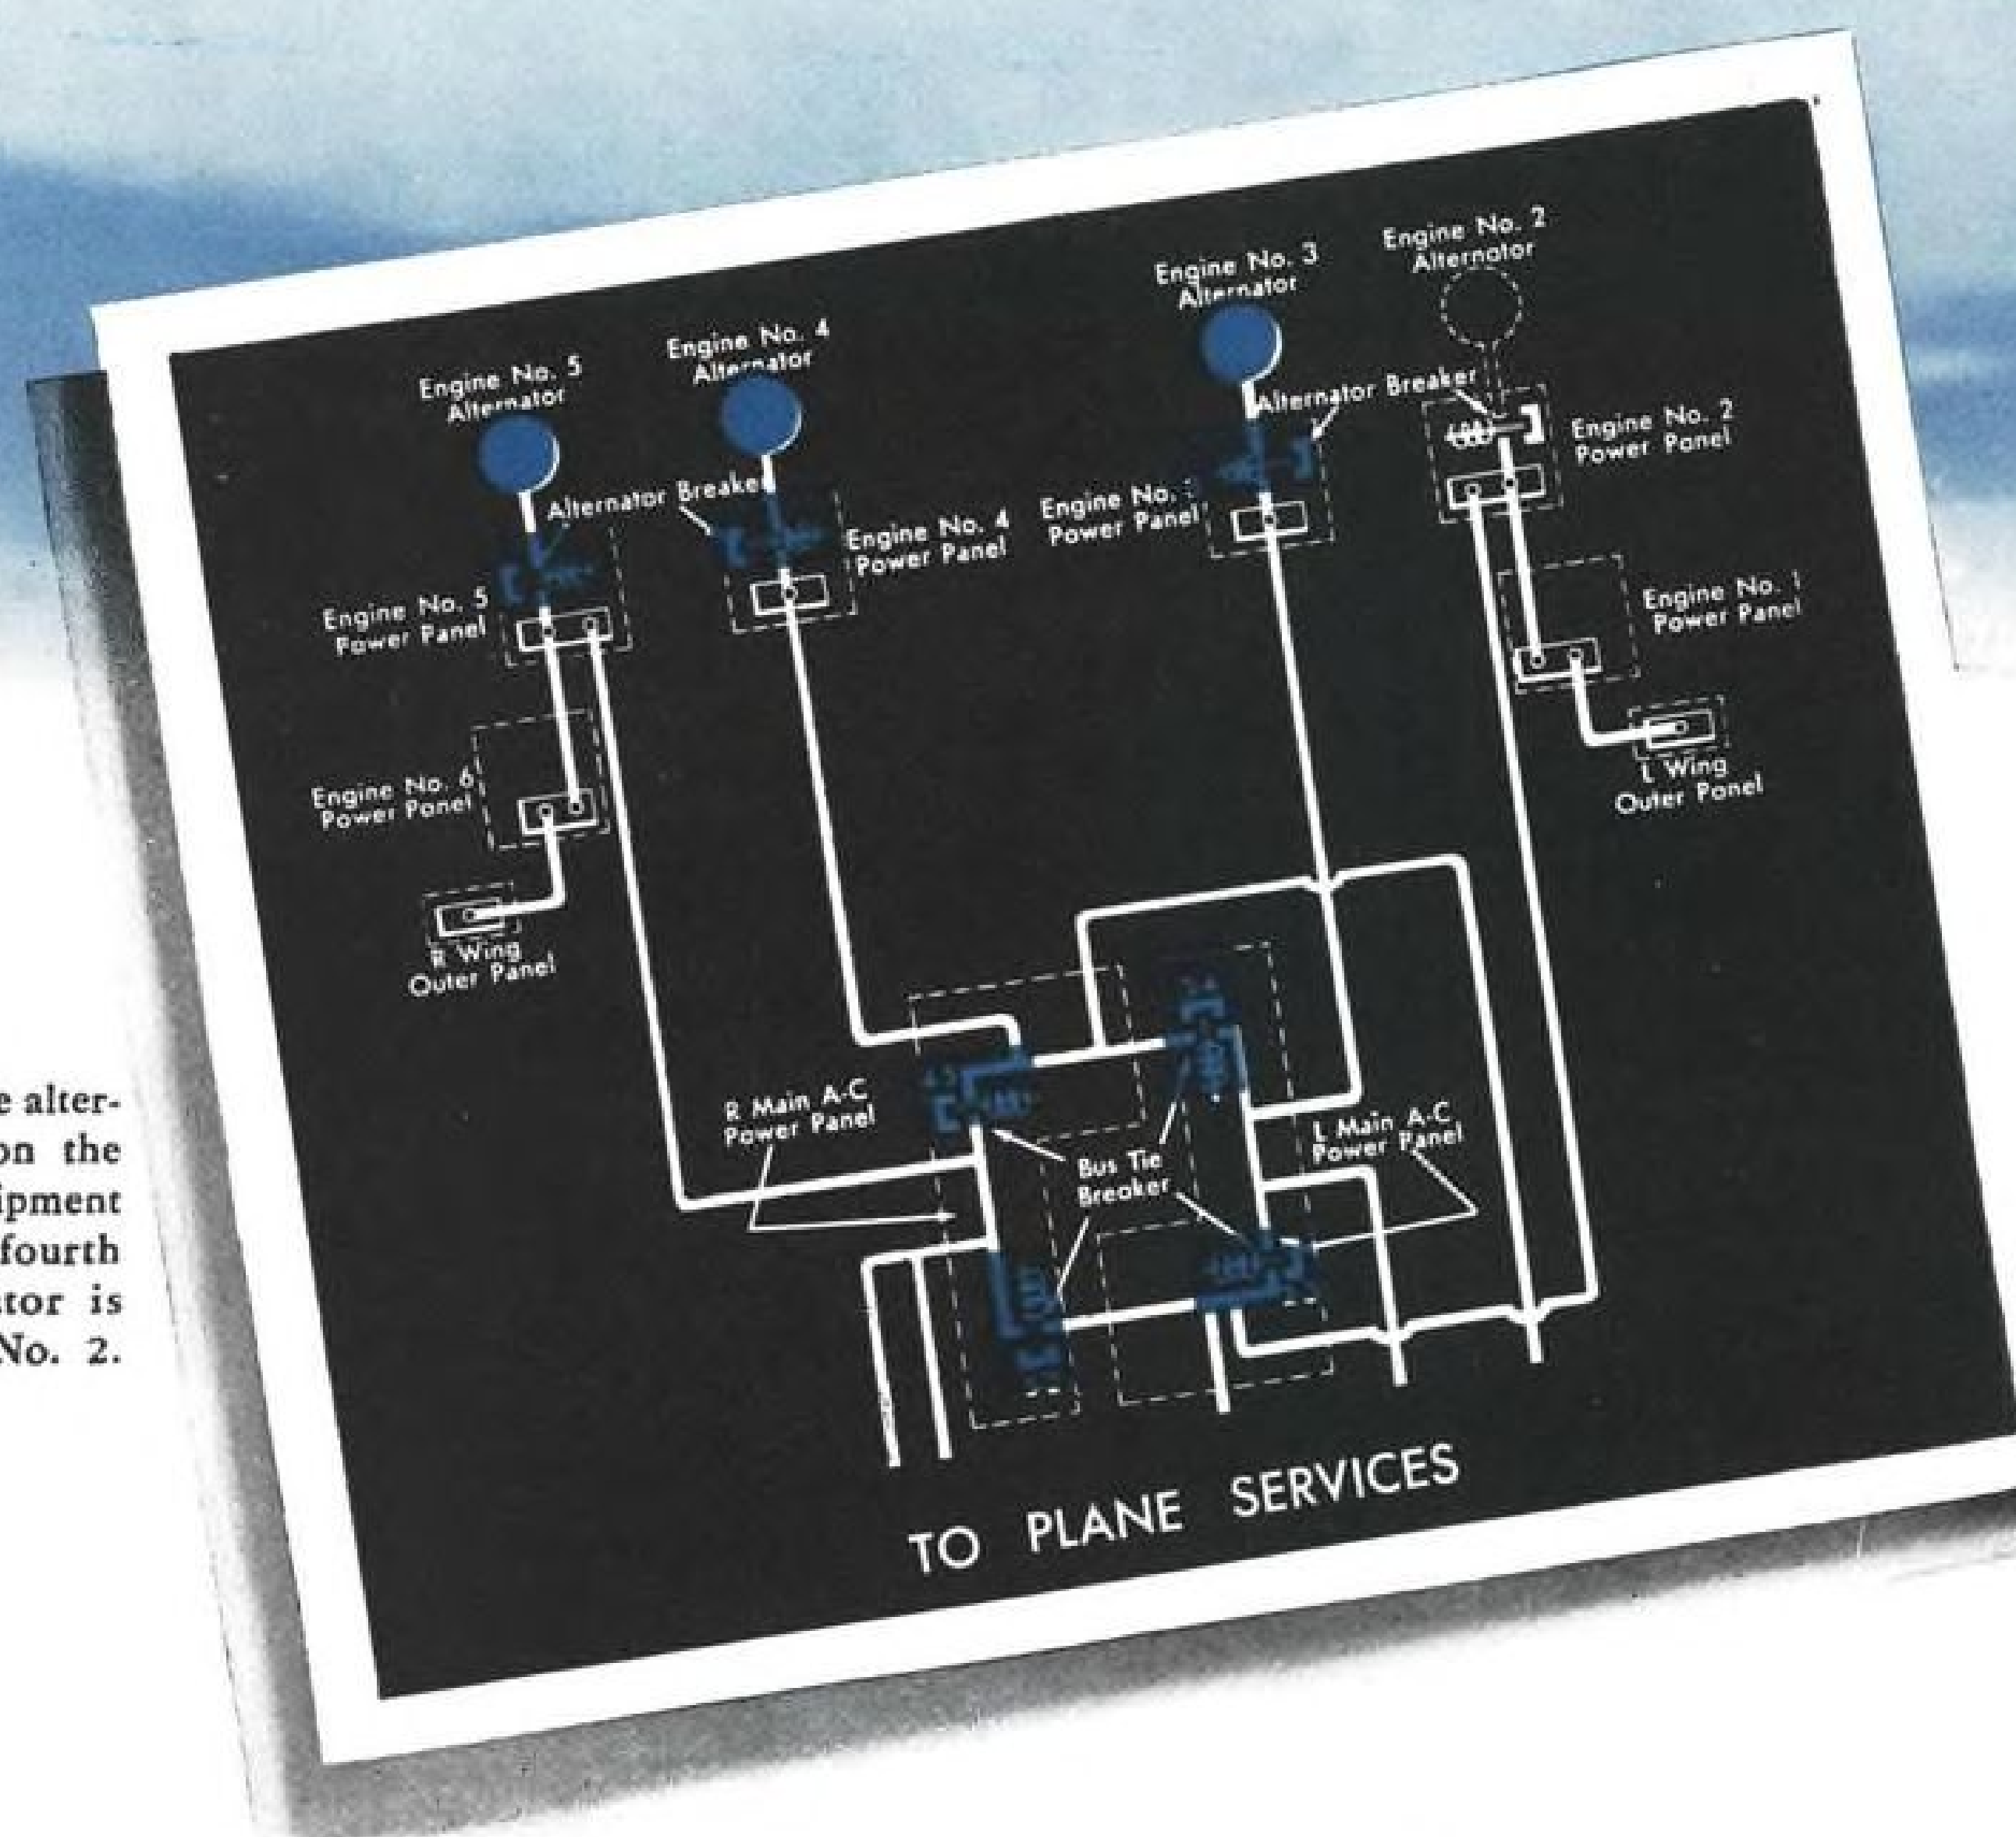 Engine No. 2
Alternator
Engine No. 3
Alternator
Engine No. 4
Alternator
Engine No. 5
Alternator
Alternator Breaker
Engine No. 2
Power Panel
Alternator Breaker
Engine No.
Power Panel
Engine No. 4
Power Panel
Engine No. 5
Power Panel
Engine No. 1
Power Panel
L Wing
Outer Panel
Engine No. 6
Power Panel
R Wing
Outer Panel
R Main A-C
Power Panel
L Main A-C
Power Panel
Bus Tie
Breaker
TO PLANE SERVICES
e alter-
on the
ipment
fourth
tor is
No. 2.